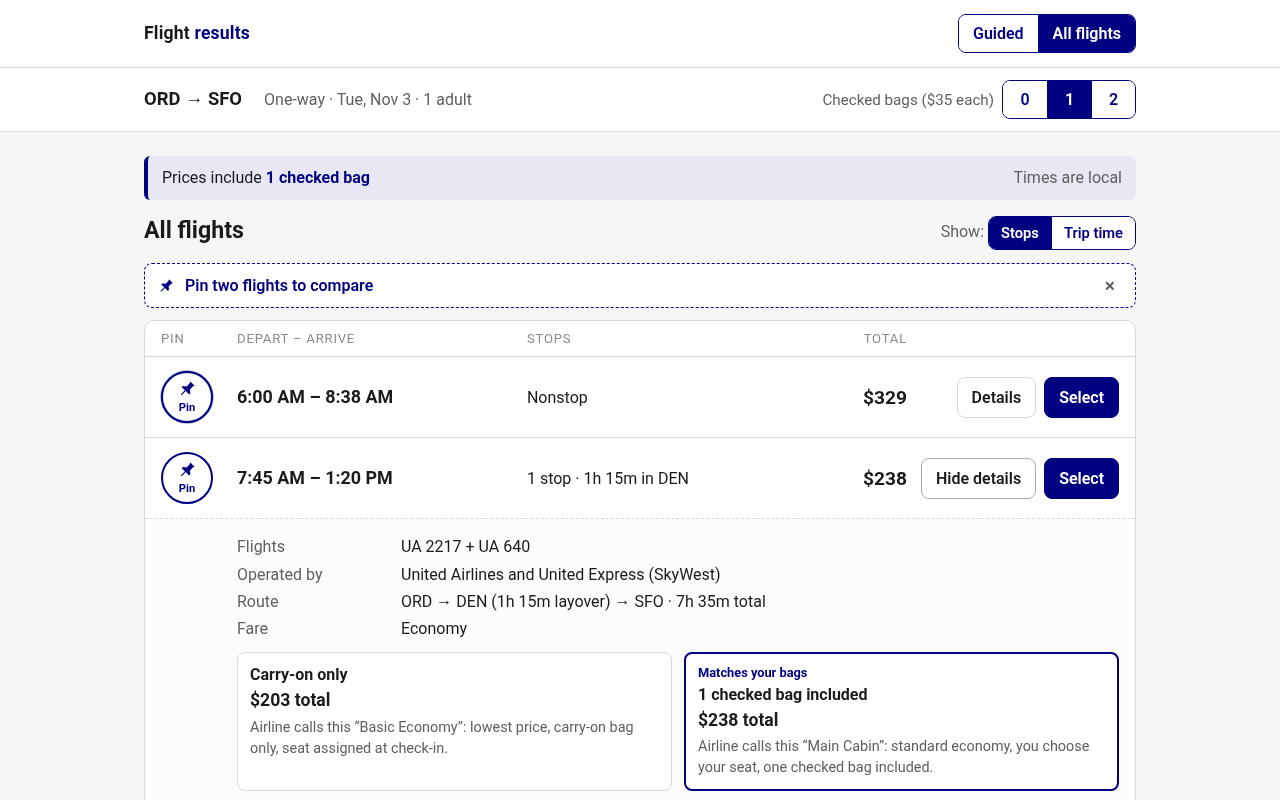 Flight results
Guided
All flights
ORD → SFO
One-way · Tue, Nov 3 · 1 adult
Checked bags ($35 each)
0
1
2
Prices include 1 checked bag
Times are local
All flights
Show:
Stops
Trip time
Pin two flights to compare
×
PIN
DEPART – ARRIVE
STOPS
TOTAL
Pin
6:00 AM – 8:38 AM
Nonstop
$329
Details
Select
Pin
7:45 AM – 1:20 PM
1 stop · 1h 15m in DEN
$238
Hide details
Select
Flights
UA 2217 + UA 640
Operated by
United Airlines and United Express (SkyWest)
Route
ORD → DEN (1h 15m layover) → SFO · 7h 35m total
Fare
Economy
Carry-on only
$203 total
Airline calls this “Basic Economy”: lowest price, carry-on bag
only, seat assigned at check-in.
Matches your bags
1 checked bag included
$238 total
Airline calls this “Main Cabin”: standard economy, you choose
your seat, one checked bag included.